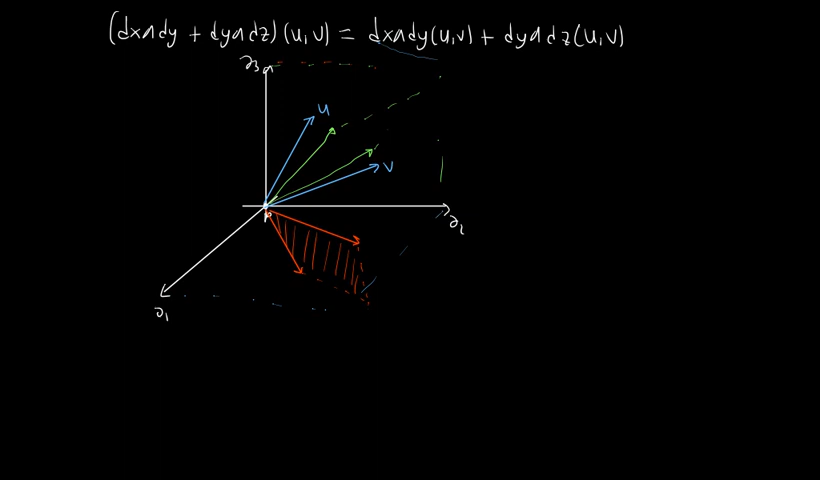 (dx∧dy + dy∧dz)(u,v) = dx∧dy(u,v) + dy∧dz(u,v)
∂3
u
v
p
∂2
∂1